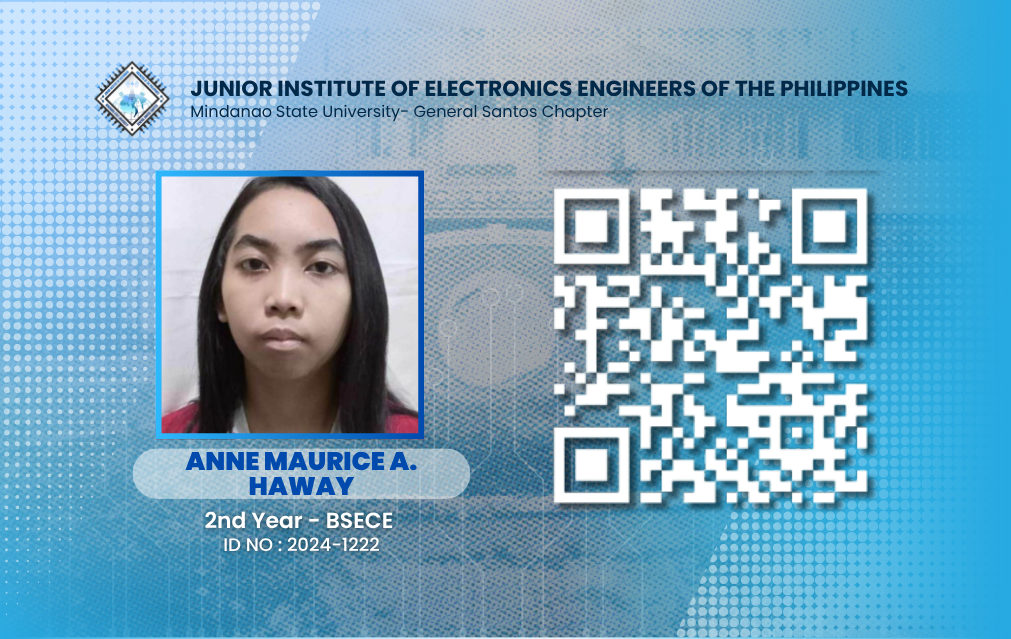 JUNIOR INSTITUTE OF ELECTRONICS ENGINEERS OF THE PHILIPPINES
Mindanao State University- General Santos Chapter
ANNE MAURICE A.
HAWAY
2nd Year - BSECE
ID NO : 2024-1222